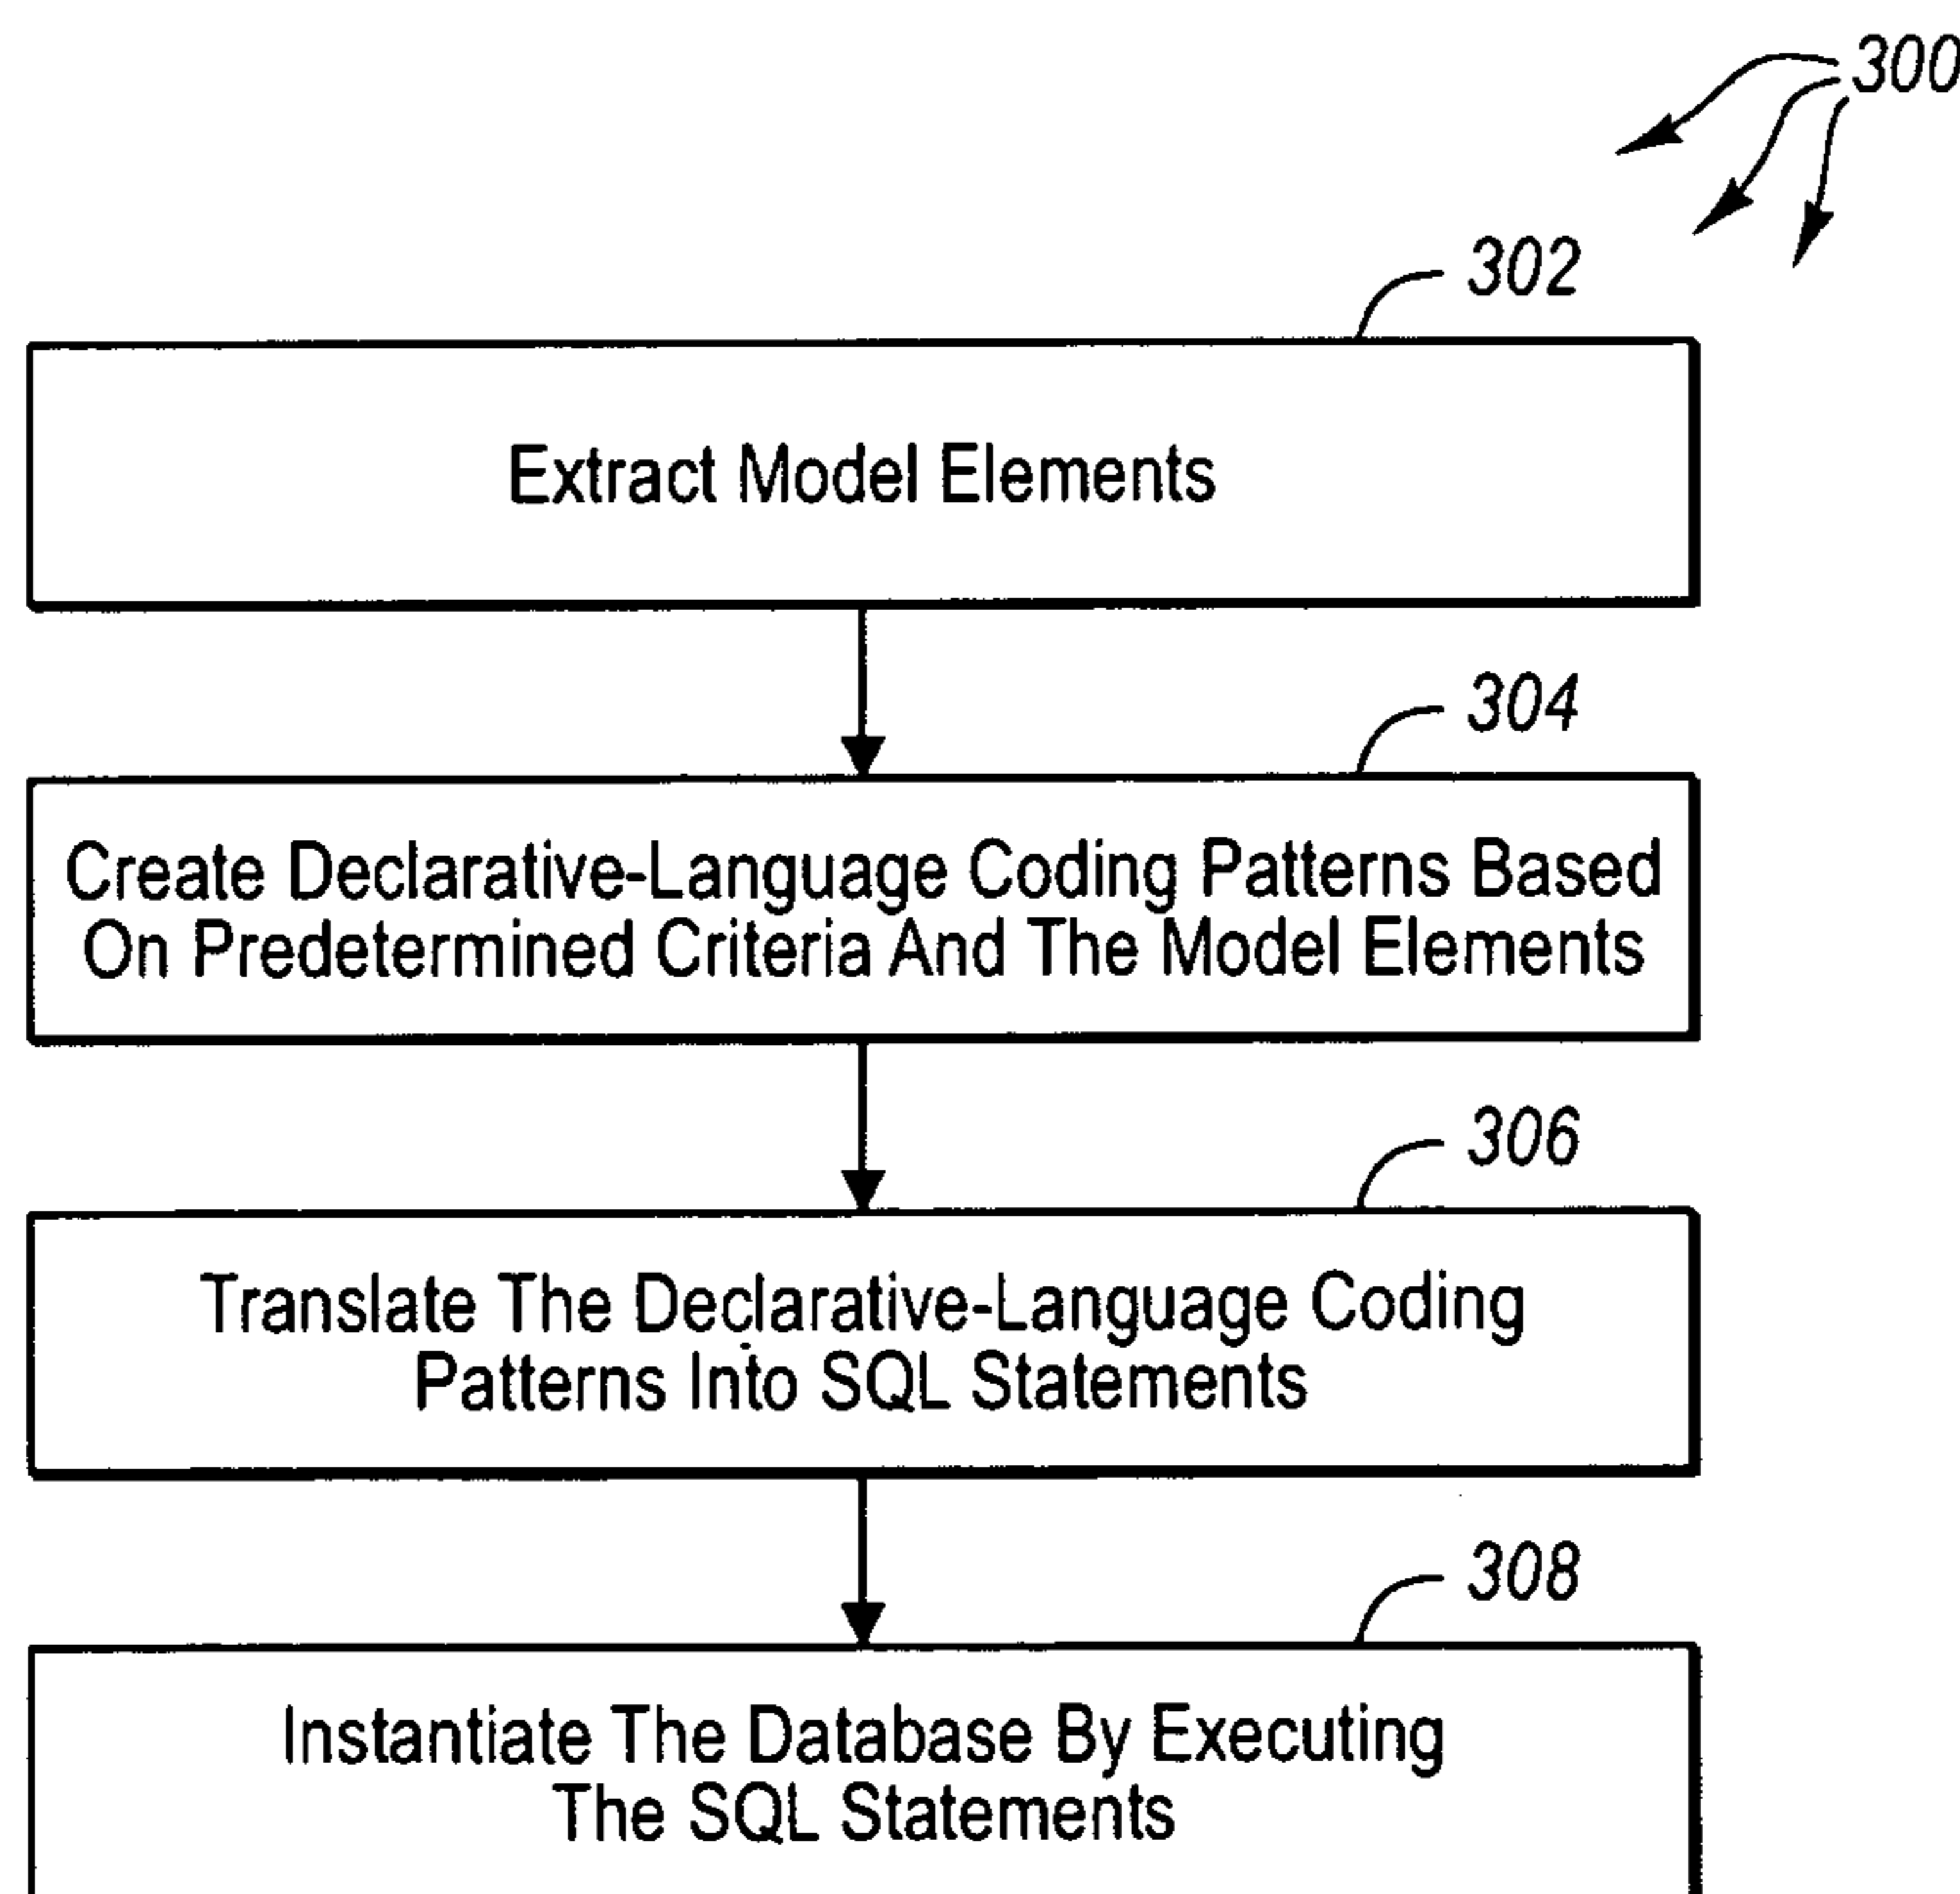 300
302
Extract Model Elements
304
Create Declarative-Language Coding Patterns Based
On Predetermined Criteria And The Model Elements
306
Translate The Declarative-Language Coding
Patterns Into SQL Statements
308
Instantiate The Database By Executing
The SQL Statements